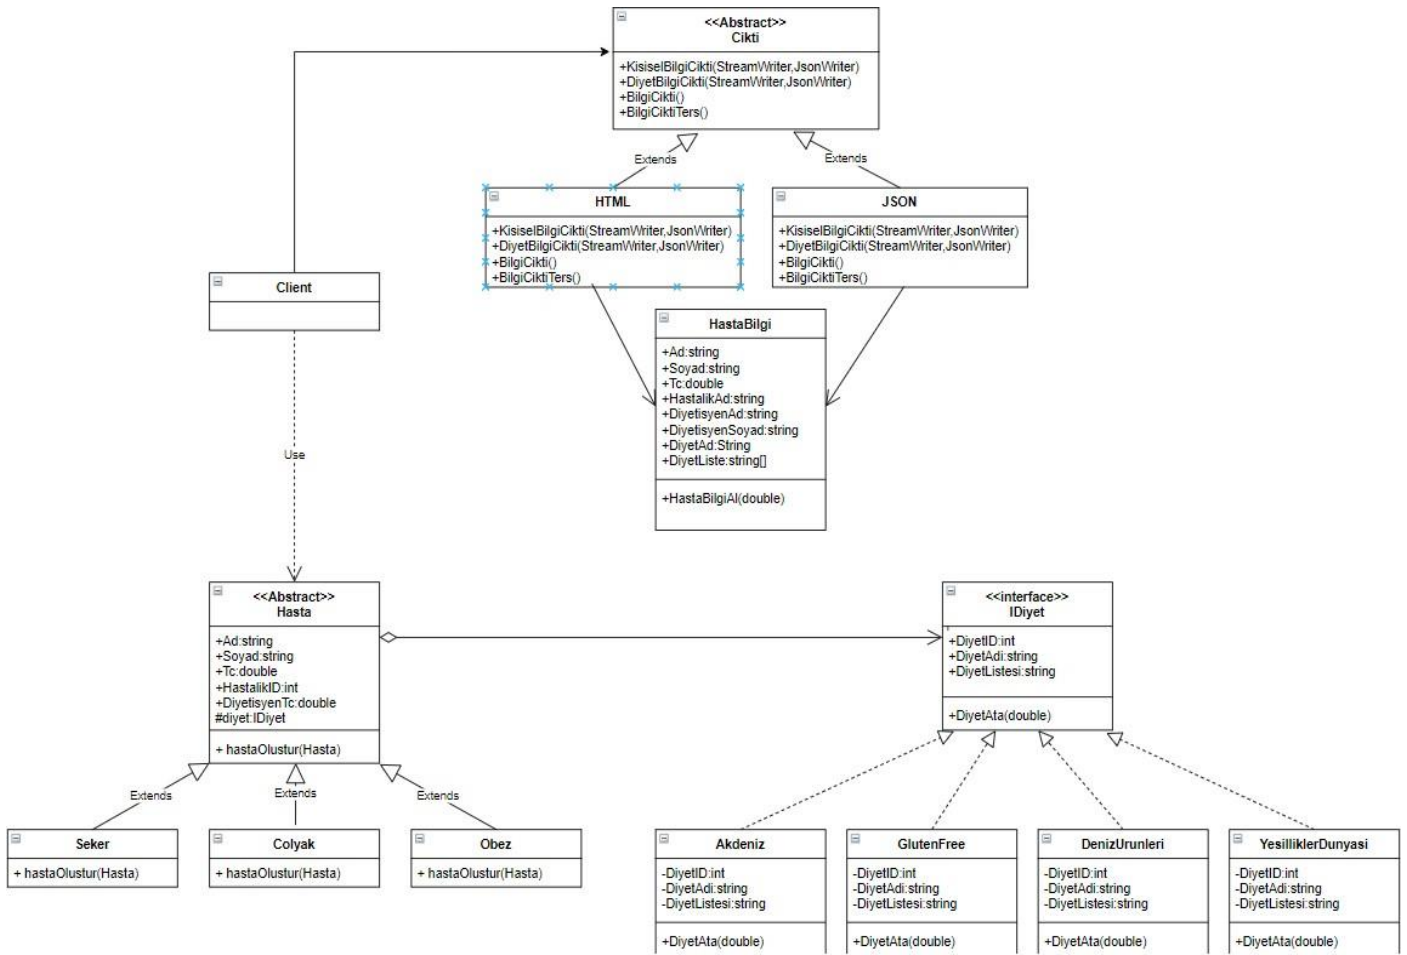 <<Abstract>>
Cikti
+KisiselBilgiCikti(StreamWriter,JsonWriter)
+DiyetBilgiCikti(StreamWriter,JsonWriter)
+BilgiCikti()
+BilgiCiktiTers()
Extends
Extends
HTML
+KisiselBilgiCikti(StreamWriter,JsonWriter)
+DiyetBilgiCikti(StreamWriter,JsonWriter)
+BilgiCikti()
+BilgiCiktiTers()
JSON
+KisiselBilgiCikti(StreamWriter,JsonWriter)
+DiyetBilgiCikti(StreamWriter,JsonWriter)
+BilgiCikti()
+BilgiCiktiTers()
Client
HastaBilgi
+Ad:string
+Soyad:string
+Tc:double
+HastalikAd:string
+DiyetisyenAd:string
+DiyetisyenSoyad:string
+DiyetAd:String
+DiyetListe:string[]
+HastaBilgiAl(double)
Use
<<Abstract>>
Hasta
+Ad:string
+Soyad:string
+Tc:double
+HastalikID:int
+DiyetisyenTc:double
#diyet:IDiyet
+ hastaOlustur(Hasta)
<<interface>>
IDiyet
+DiyetID:int
+DiyetAdi:string
+DiyetListesi:string
+DiyetAta(double)
Extends
Extends
Extends
Seker
+ hastaOlustur(Hasta)
Colyak
+ hastaOlustur(Hasta)
Obez
+ hastaOlustur(Hasta)
Akdeniz
-DiyetID:int
-DiyetAdi:string
-DiyetListesi:string
+DiyetAta(double)
GlutenFree
-DiyetID:int
-DiyetAdi:string
-DiyetListesi:string
+DiyetAta(double)
DenizUrunleri
-DiyetID:int
-DiyetAdi:string
-DiyetListesi:string
+DiyetAta(double)
YesilliklerDunyasi
-DiyetID:int
-DiyetAdi:string
-DiyetListesi:string
+DiyetAta(double)